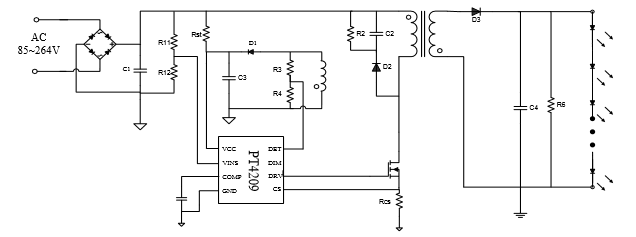 AC
85~264V
C1
R11
R12
Rst
D1
C3
R3
R4
R2
C2
D2
D3
C4
R5
VCC
VINS
COMP
GND
PT4209
DET
DIM
DRV
CS
Rcs